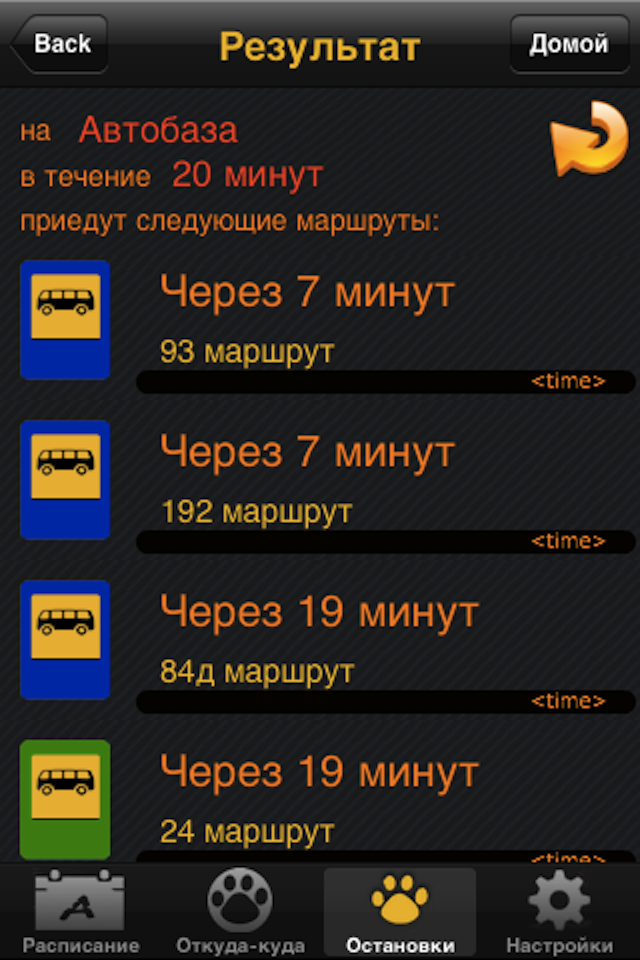 Back
Результат
Домой
на Автобаза
в течение 20 минут
приедут следующие маршруты:
Через 7 минут
93 маршрут
<time>
Через 7 минут
192 маршрут
<time>
Через 19 минут
84д маршрут
<time>
Через 19 минут
24 маршрут
<time>
Расписание
Откуда-куда
Остановки
Настройки